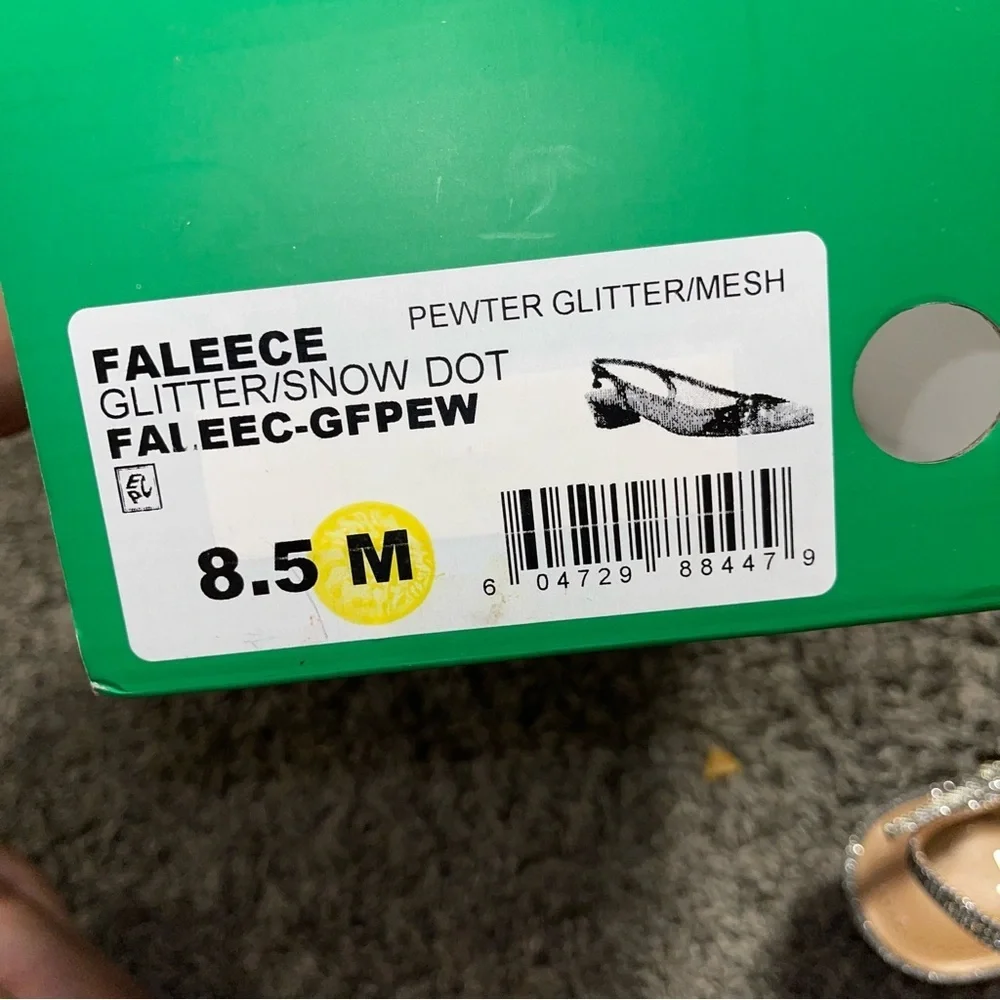 PEWTER GLITTER/MESH
FALEECE
GLITTER/SNOW DOT
FALEEC-GFPEW
8.5 M
6 04729 88447 9